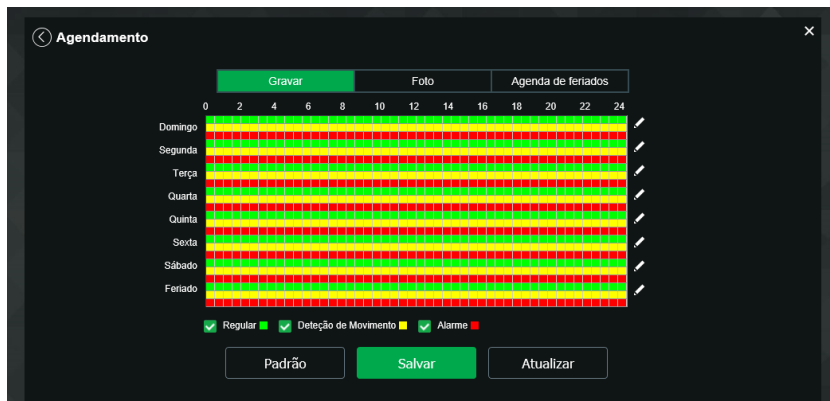 Agendamento
×
Gravar Foto Agenda de feriados
0 2 4 6 8 10 12 14 16 18 20 22 24
Domingo
Segunda
Terça
Quarta
Quinta
Sexta
Sábado
Feriado
Regular Deteção de Movimento Alarme
Padrão Salvar Atualizar